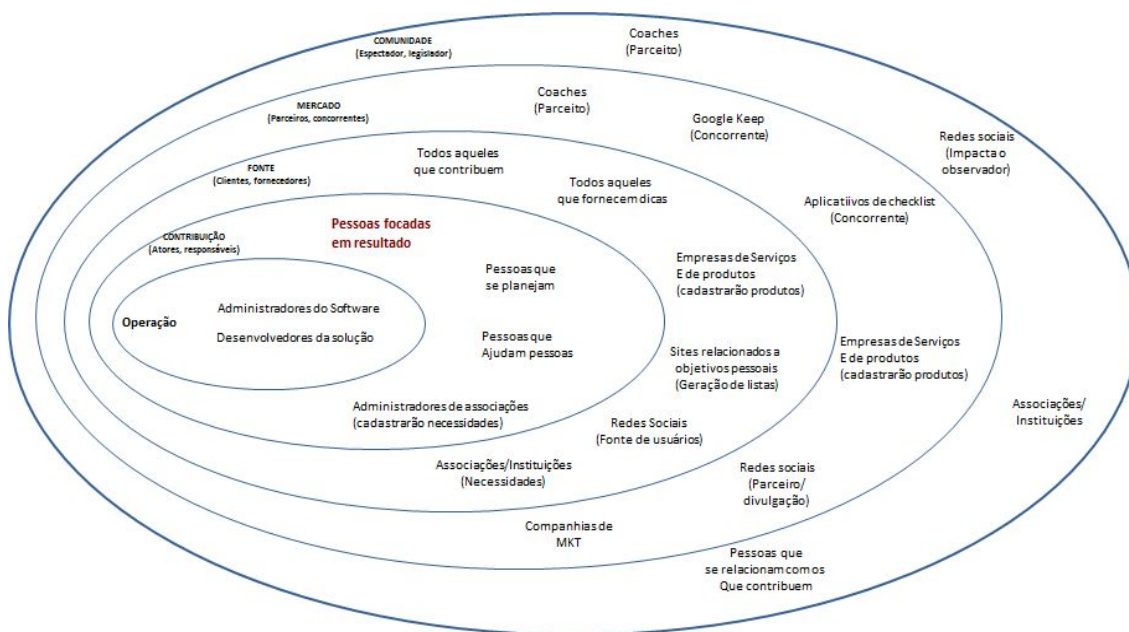 COMUNIDADE
(Espectador, legislador)
Coaches
(Parceito)
MERCADO
(Parceiros, concorrentes)
Coaches
(Parceito)
Google Keep
(Concorrente)
Redes sociais
(Impacta o
observador)
FONTE
(Clientes, fornecedores)
Todos aqueles
que contribuem
Todos aqueles
que fornecem dicas
Aplicatiivos de checklist
(Concorrente)
CONTRIBUIÇÃO
(Atores, responsáveis)
Pessoas focadas
em resultado
Pessoas que
se planejam
Empresas de Serviços
E de produtos
(cadastrarão produtos)
Operação
Administradores do Software
Desenvolvedores da solução
Pessoas que
Ajudam pessoas
Sites relacionados a
objetivos pessoais
(Geração de listas)
Empresas de Serviços
E de produtos
(cadastrarão produtos)
Administradores de associações
(cadastrarão necessidades)
Redes Sociais
(Fonte de usuários)
Associações/
Instituições
Associações/Instituições
(Necessidades)
Redes sociais
(Parceiro/
divulgação)
Companhias de
MKT
Pessoas que
se relacionam com os
Que contribuem